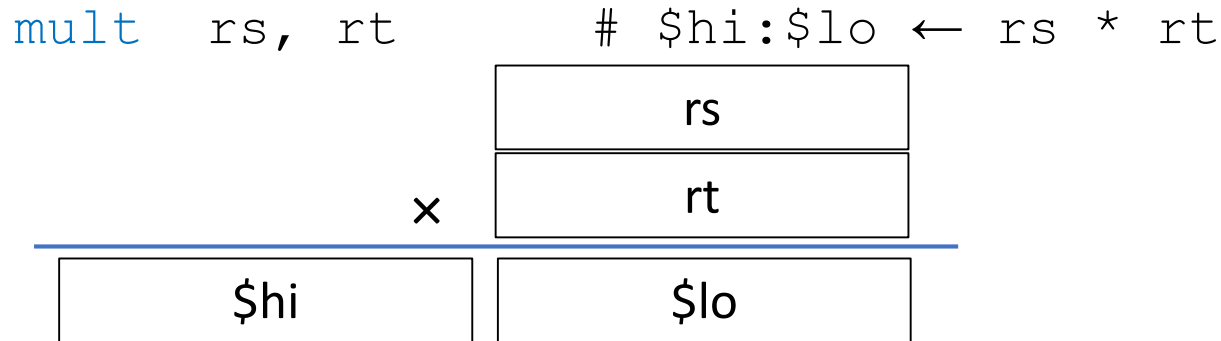 mult rs, rt # $hi:$lo ← rs * rt
rs
rt
×
$hi $lo